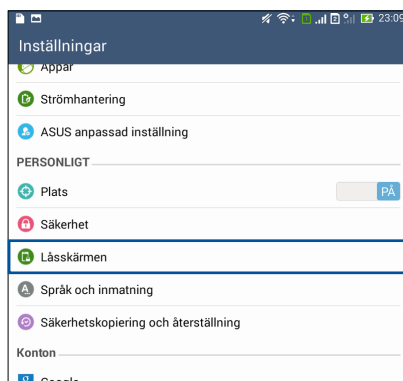 23:09
Inställningar
Appar
Strömhantering
ASUS anpassad inställning
PERSONLIGT
Plats PÅ
Säkerhet
Låsskärmen
Språk och inmatning
Säkerhetskopiering och återställning
Konton
Google